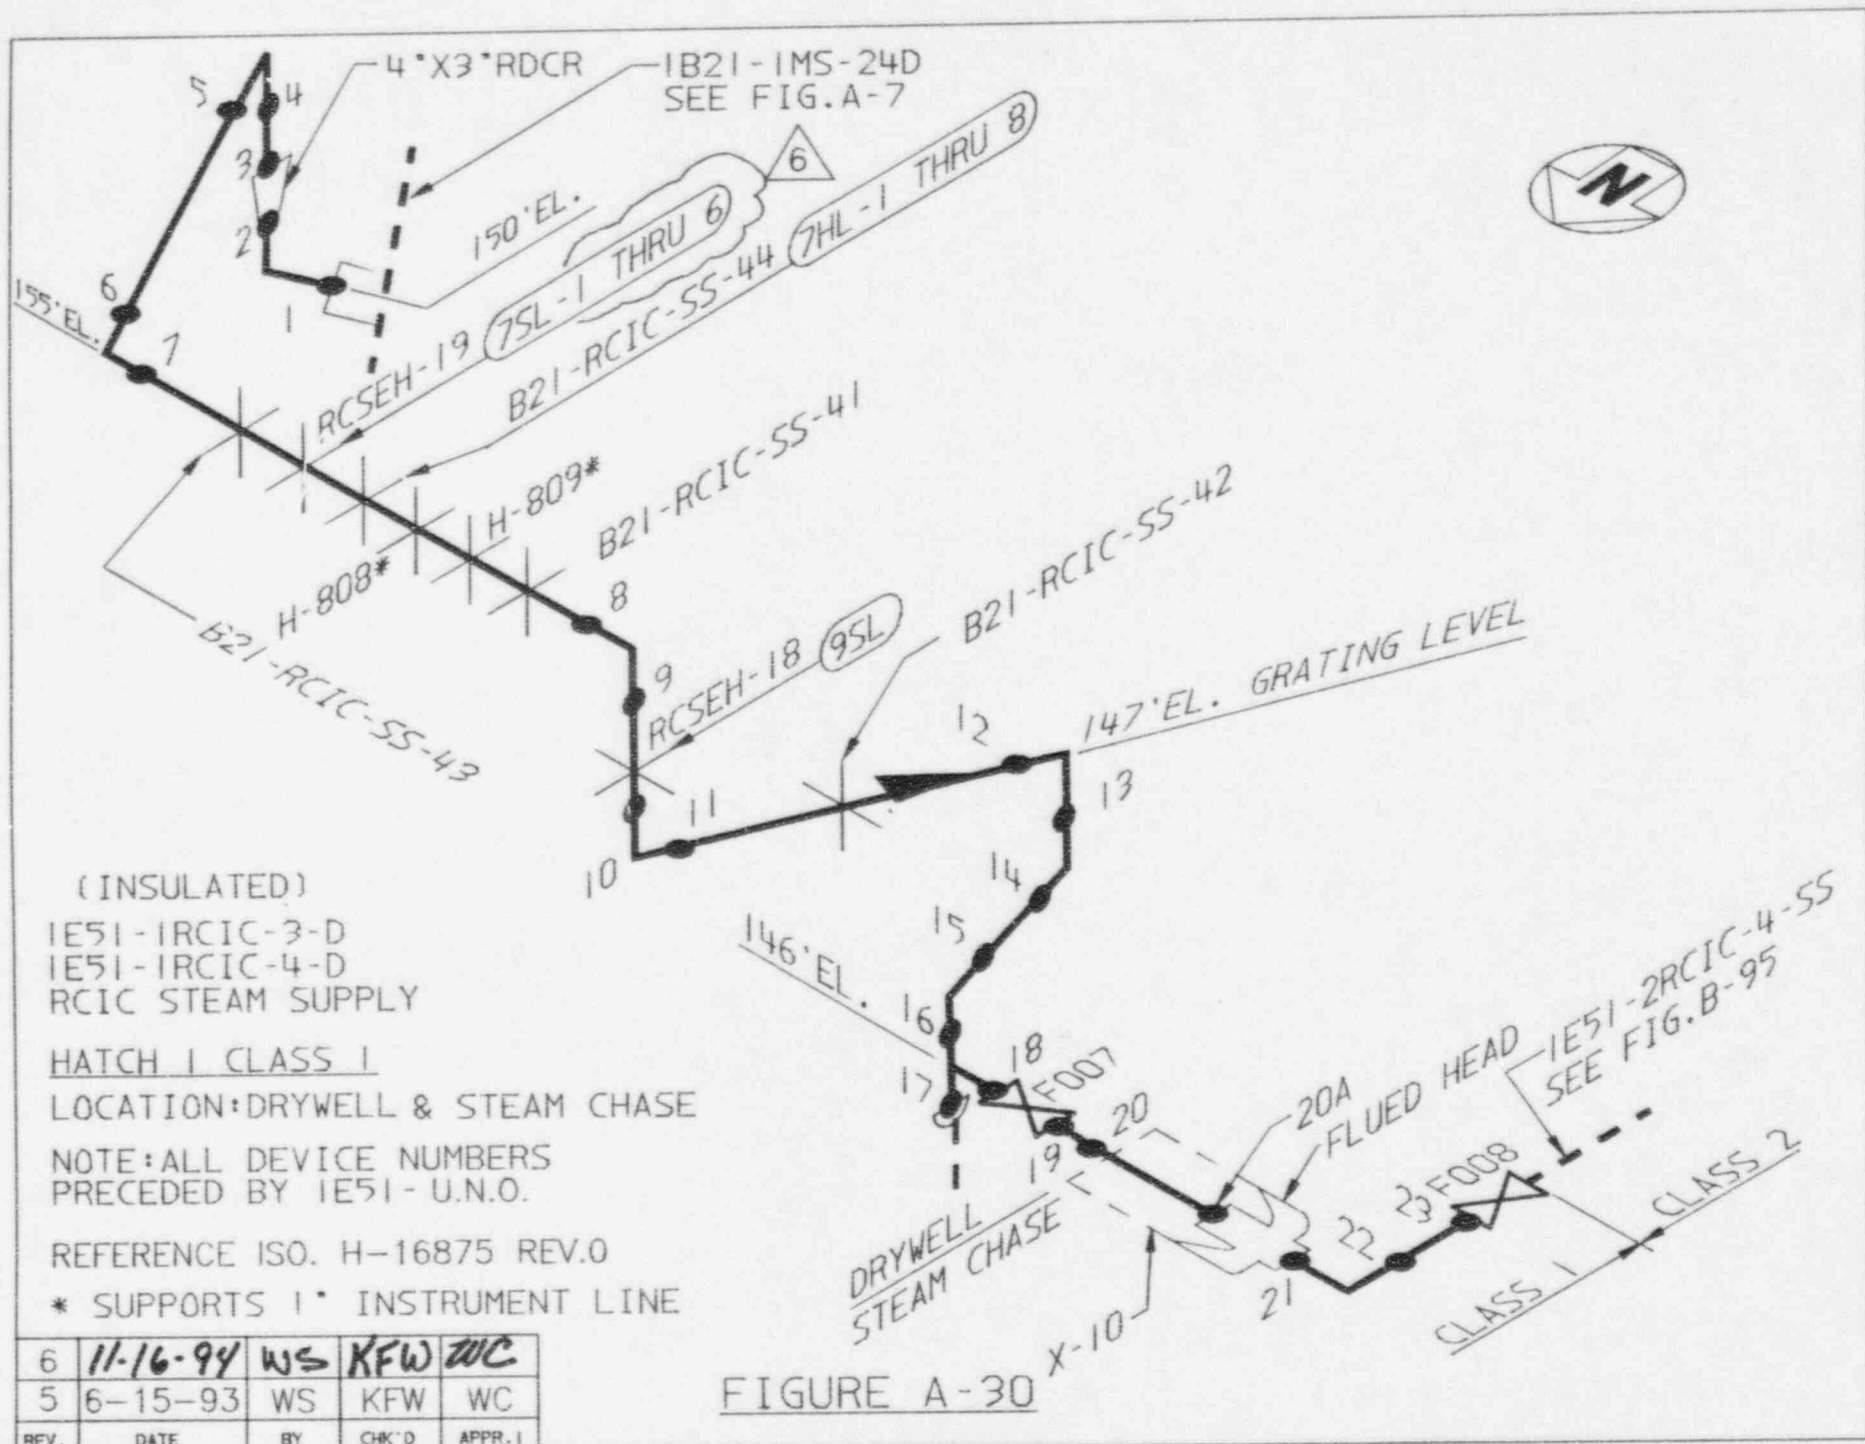 5
4
4"X3"RDCR
1B21-1MS-24D
SEE FIG.A-7
6
3
2
150'EL.
N
6
155'EL.
1
7
RCSEH-19 7SL-1 THRU 6
B21-RCIC-SS-44 7HL-1 THRU 8
H-809*
B21-RCIC-SS-41
H-808*
B21-RCIC-SS-43
8
9
RCSEH-18 9SL
B21-RCIC-SS-42
12
147'EL. GRATING LEVEL
13
11
10
14
15
146'EL.
16
17
18
F007
19
20
20A
FLUED HEAD
1E51-2RCIC-4-SS
SEE FIG.B-95
DRYWELL
STEAM CHASE
X-10
21
22
23
F008
CLASS 1
CLASS 2
(INSULATED)
1E51-1RCIC-3-D
1E51-1RCIC-4-D
RCIC STEAM SUPPLY
HATCH 1 CLASS 1
LOCATION:DRYWELL & STEAM CHASE
NOTE:ALL DEVICE NUMBERS
PRECEDED BY 1E51- U.N.O.
REFERENCE ISO. H-16875 REV.0
* SUPPORTS 1" INSTRUMENT LINE
6 11-16-94 WS KFW WC
5 6-15-93 WS KFW WC
REV. DATE BY CHK'D APPR.1
FIGURE A-30